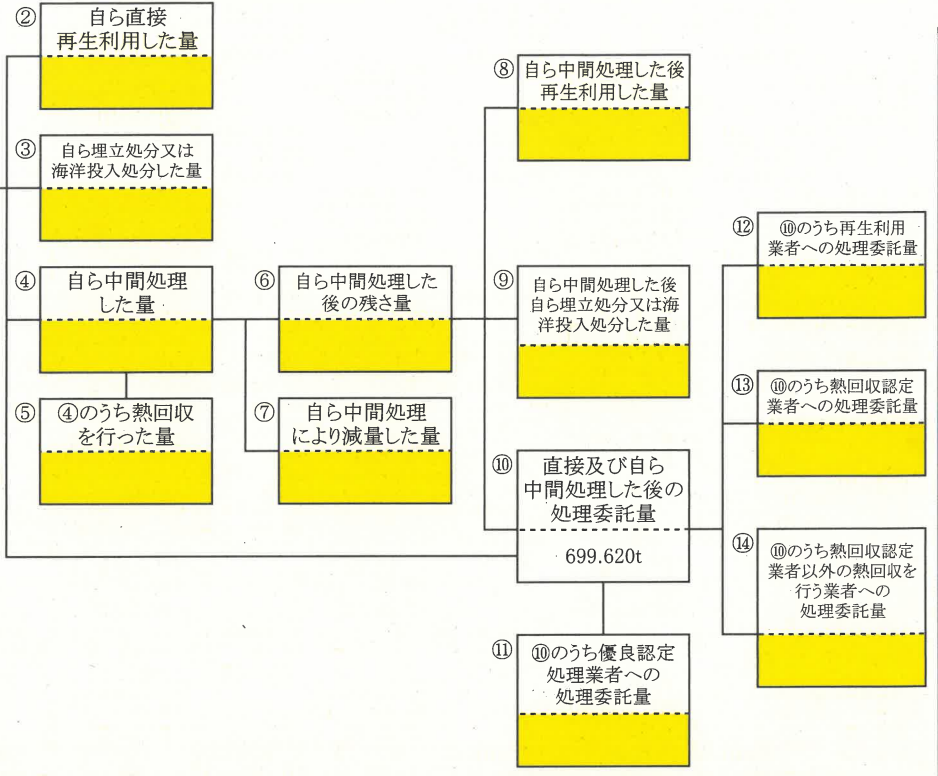 ②
自ら直接
再生利用した量
③
自ら埋立処分又は
海洋投入処分した量
④
自ら中間処理
した量
⑤
④のうち熱回収
を行った量
⑥
自ら中間処理した
後の残さ量
⑦
自ら中間処理
により減量した量
⑧
自ら中間処理した後
再生利用した量
⑨
自ら中間処理した後
自ら埋立処分又は海
洋投入処分した量
⑩
直接及び自ら
中間処理した後の
処理委託量
699.620t
⑪
⑩のうち優良認定
処理業者への
処理委託量
⑫
⑩のうち再生利用
業者への処理委託量
⑬
⑩のうち熱回収認定
業者への処理委託量
⑭
⑩のうち熱回収認定
業者以外の熱回収を
行う業者への
処理委託量